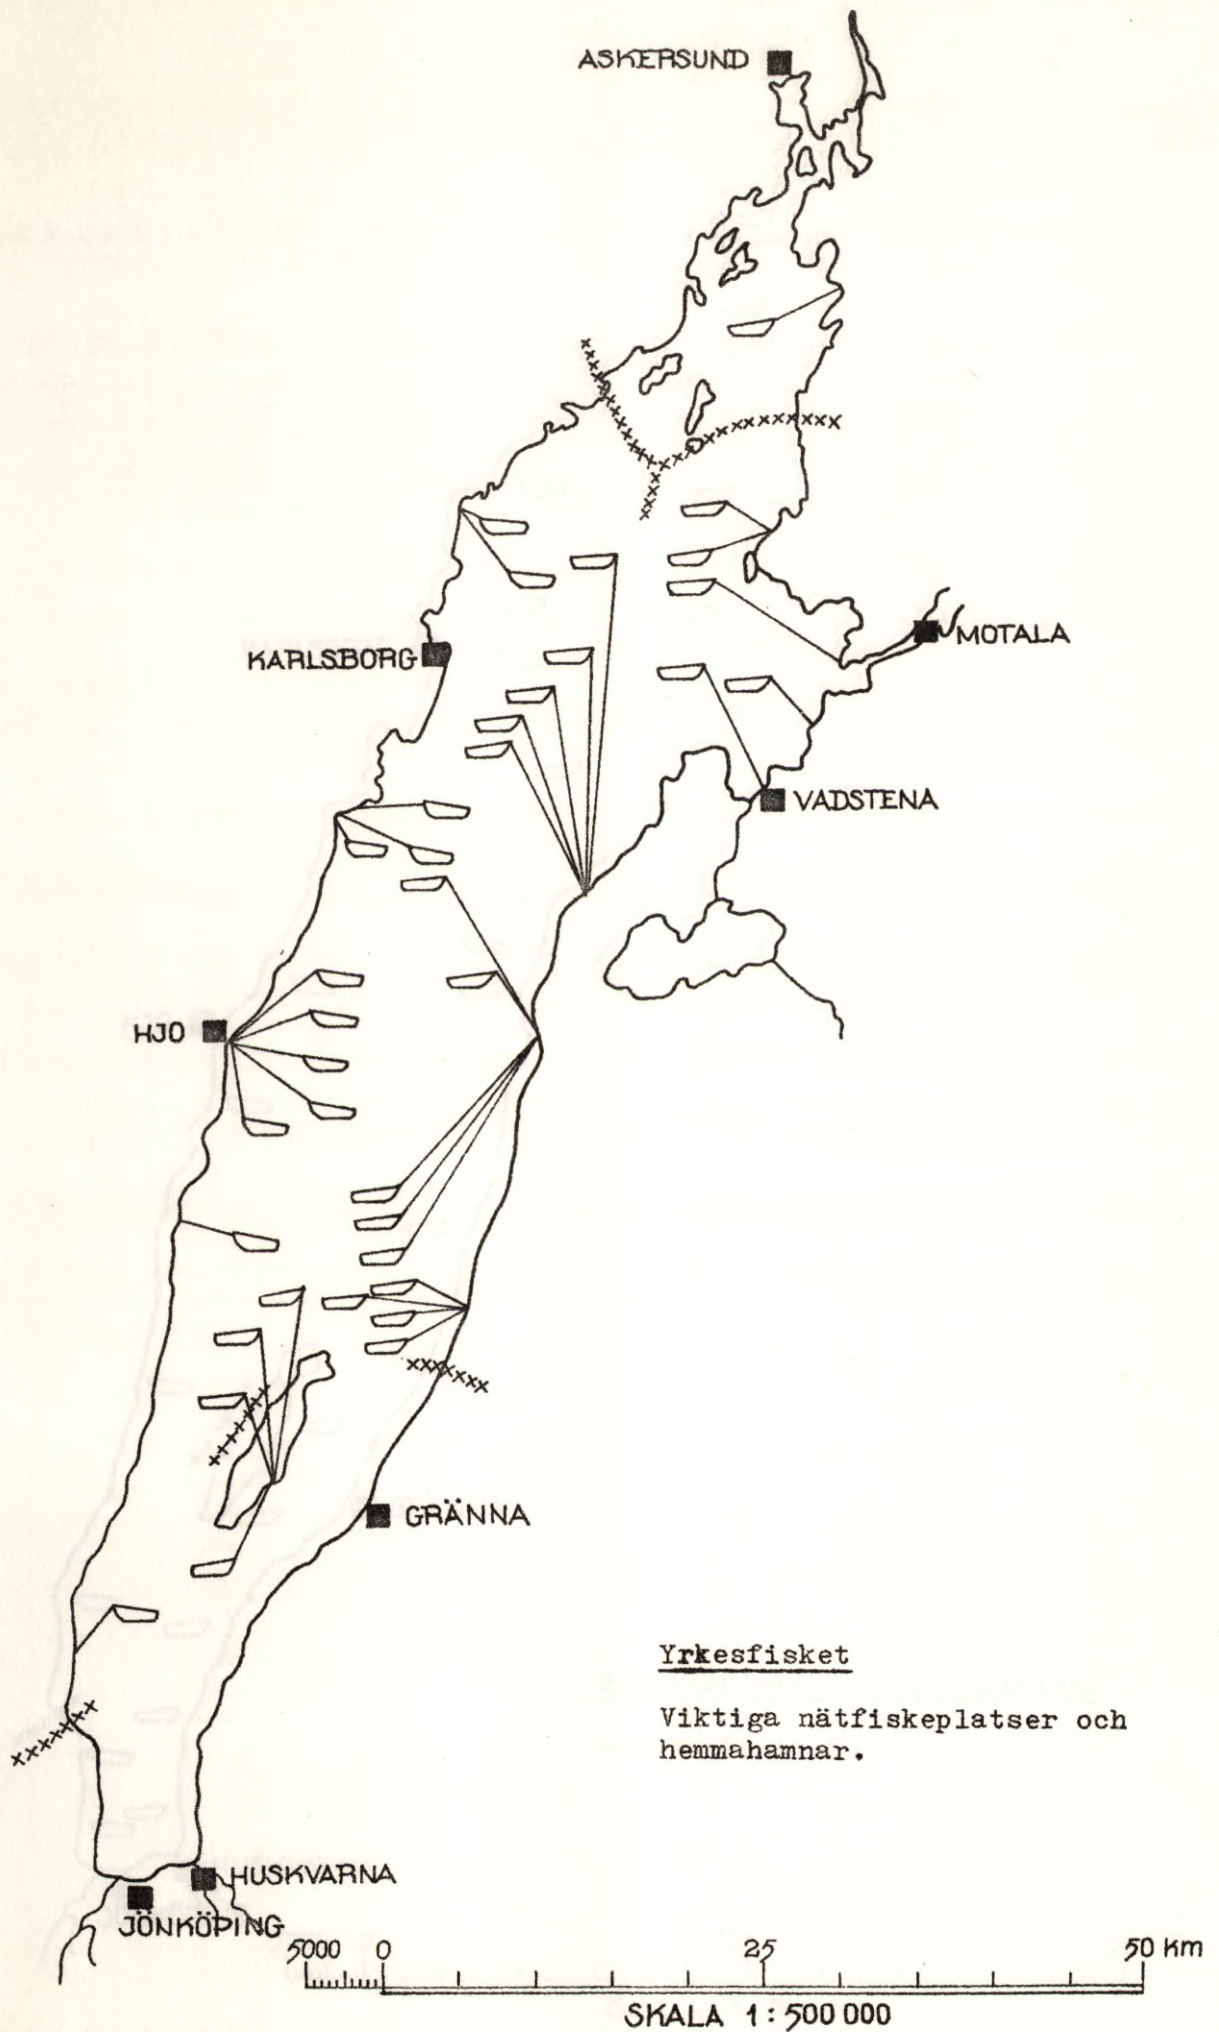 ASKERSUND
MOTALA
KARLSBORG
VADSTENA
HJO
GRÄNNA
Yrkesfisket
Viktiga nätfiskeplatser och
hemmahamnar.
HUSKVARNA
JÖNKÖPING
5000 0 25 50 Km
SKALA 1:500 000